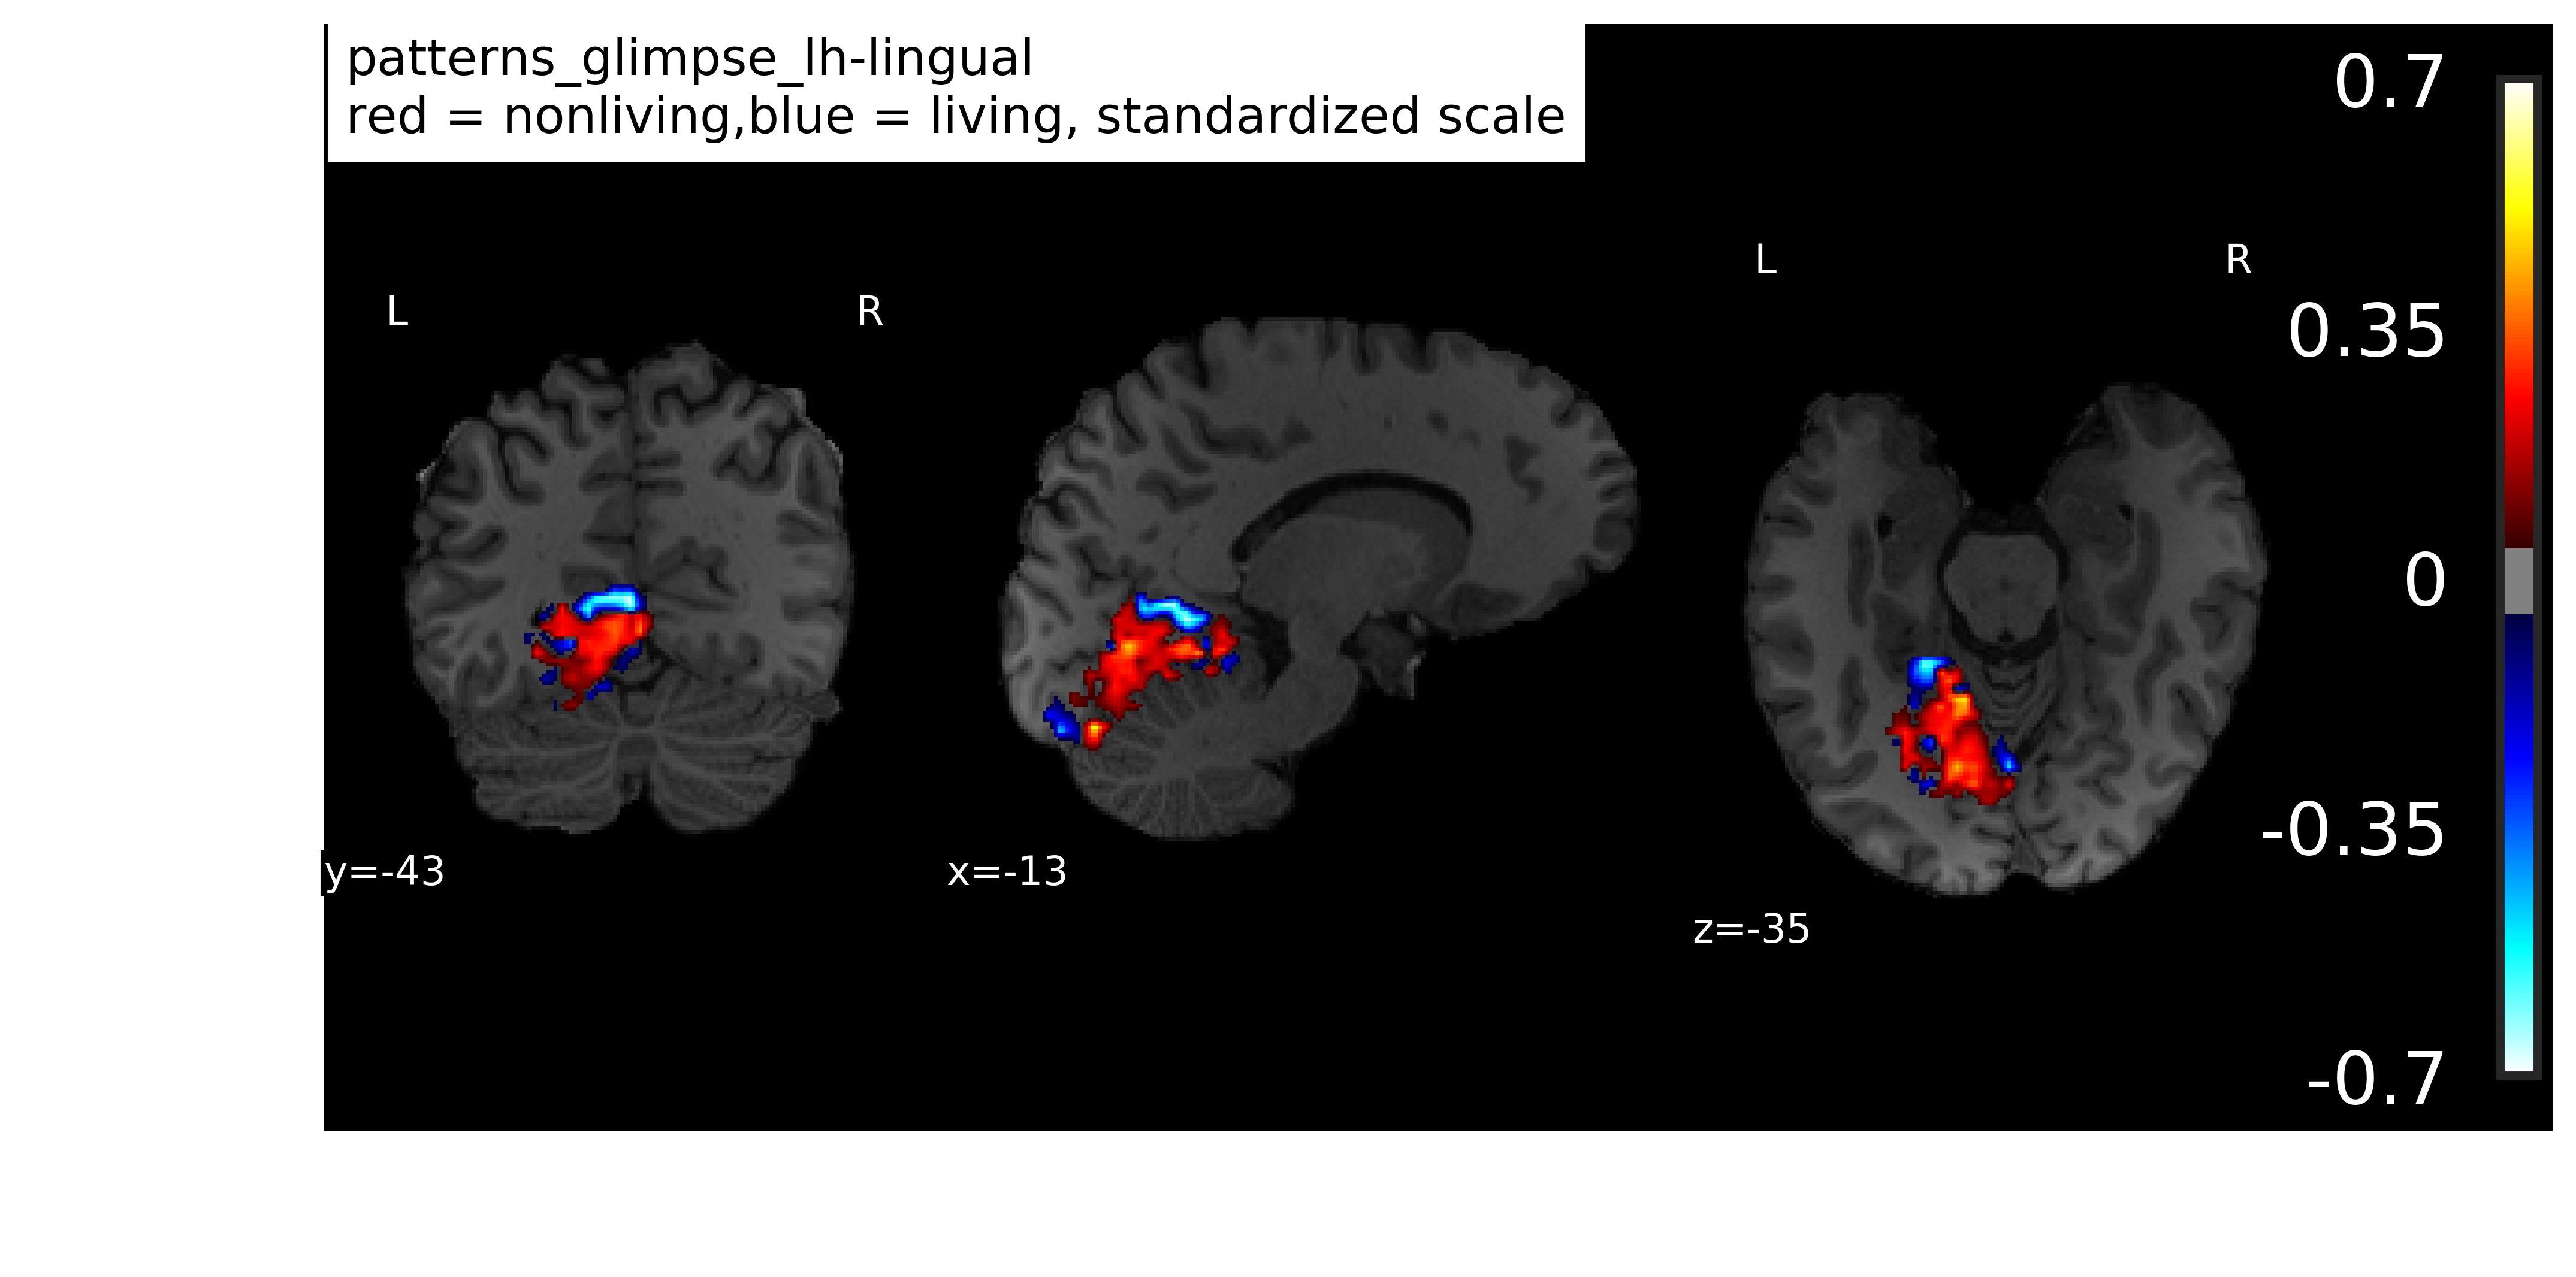 patterns_glimpse_lh-lingual
red = nonliving,blue = living, standardized scale
L
R
L
R
y=-43
x=-13
z=-35
0.7
0.35
0
-0.35
-0.7